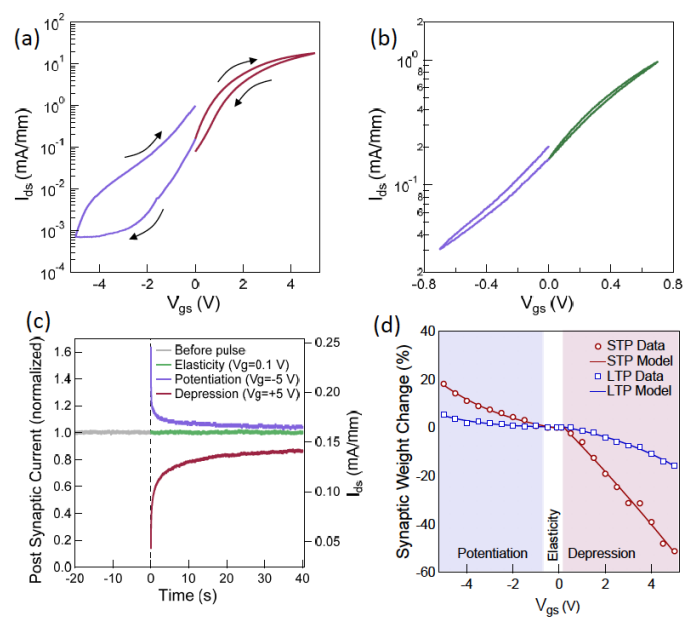 (a)
10²
10¹
10⁰
10⁻¹
10⁻²
10⁻³
10⁻⁴
I_ds (mA/mm)
-4 -2 0 2 4
V_gs (V)
(b)
2
10⁰
8
6
4
2
10⁻¹
8
6
4
2
I_ds (mA/mm)
-0.8 -0.4 0.0 0.4 0.8
V_gs (V)
(c)
1.6
1.4
1.2
1.0
0.8
0.6
0.4
0.2
0.0
Post Synaptic Current (normalized)
Before pulse
Elasticity (Vg=0.1 V)
Potentiation (Vg=-5 V)
Depression (Vg=+5 V)
0.25
0.20
0.15
0.10
0.05
I_ds (mA/mm)
-20 -10 0 10 20 30 40
Time (s)
(d)
40
20
0
-20
-40
-60
Synaptic Weight Change (%)
STP Data
STP Model
LTP Data
LTP Model
Potentiation
Elasticity
Depression
-4 -2 0 2 4
V_gs (V)